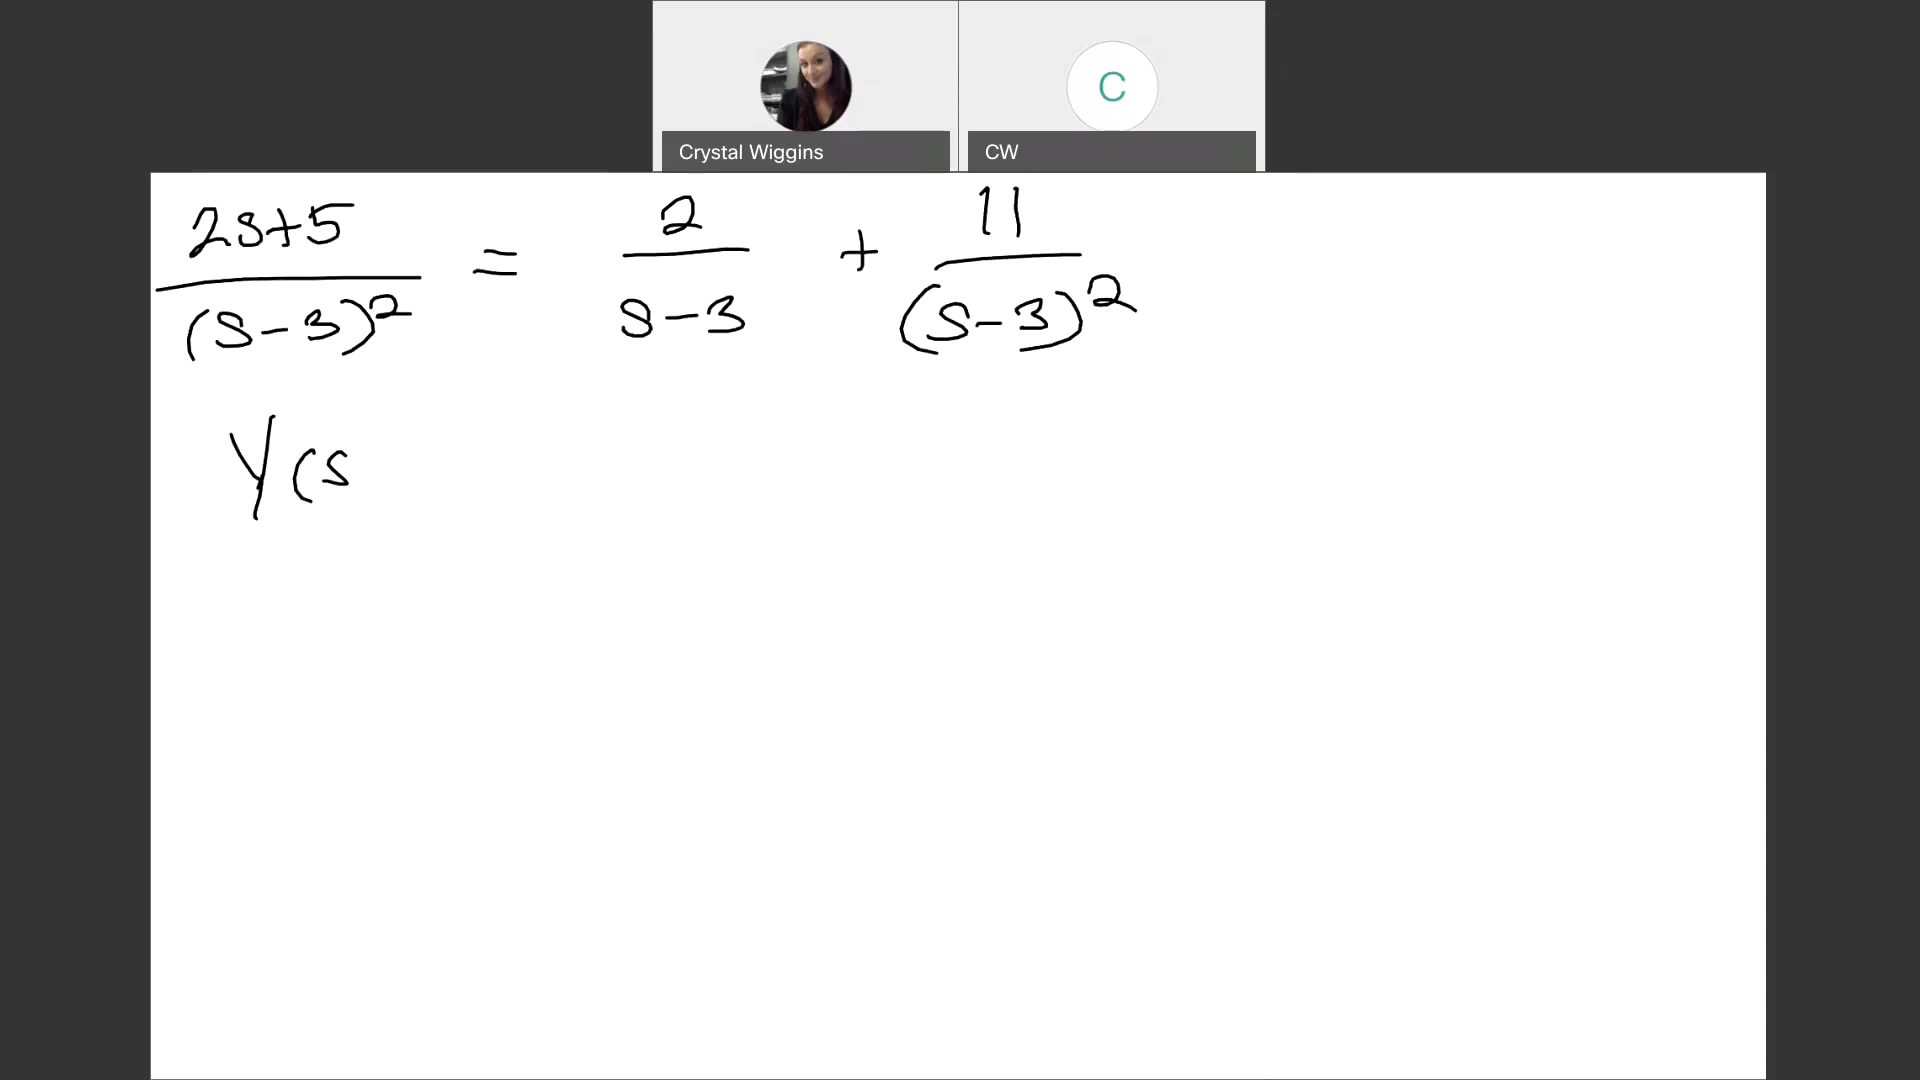 Crystal Wiggins
C
CW
2s+5/(s-3)^2 = 2/s-3 + 11/(s-3)^2
Y(s